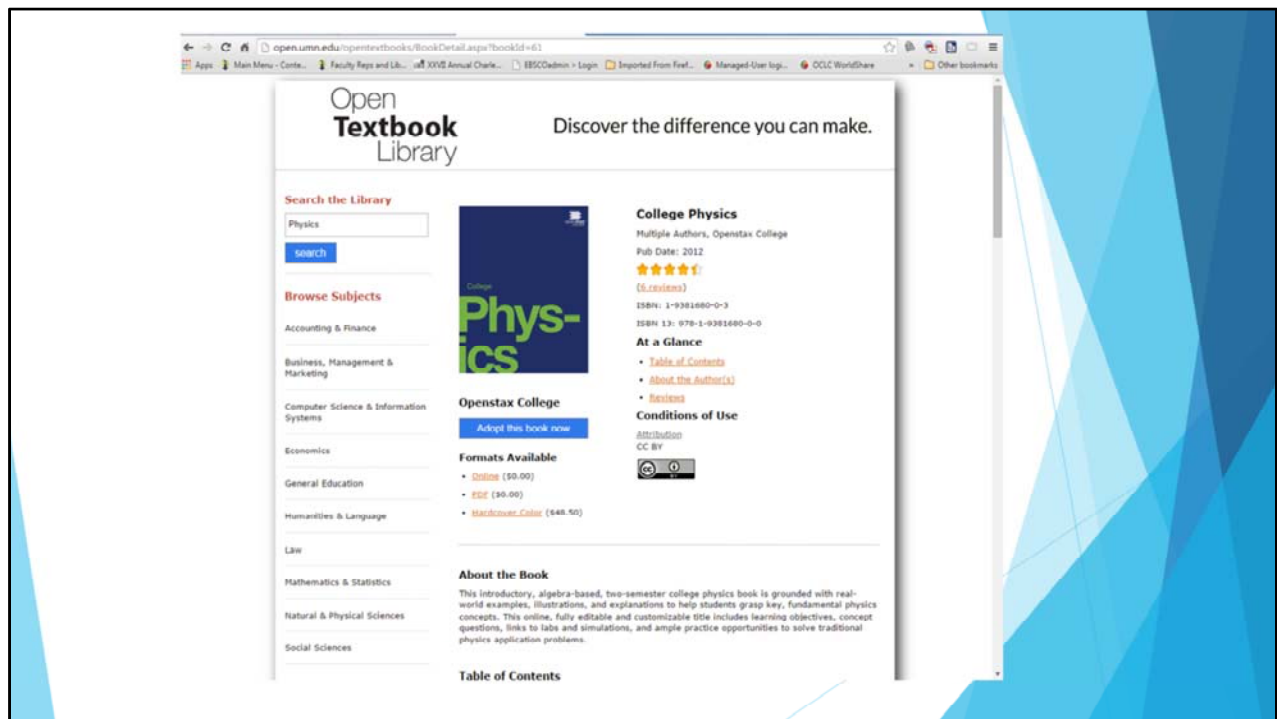 open.umn.edu/opentextbooks/BookDetail.aspx?bookId=61
Apps Main Menu - Conte... Faculty Reps and Lib... XXVII Annual Charle... EBSCOadmin > Login Imported From Firef... Managed-User logi... OCLC WorldShare » Other bookmarks
Open
Textbook
Library
Discover the difference you can make.
Search the Library
Physics
search
Browse Subjects
Accounting & Finance
Business, Management &
Marketing
Computer Science & Information
Systems
Economics
General Education
Humanities & Language
Law
Mathematics & Statistics
Natural & Physical Sciences
Social Sciences
College
Phys-
ics
Openstax College
Adopt this book now
Formats Available
• Online ($0.00)
• PDF ($0.00)
• Hardcover Color ($48.50)
College Physics
Multiple Authors, Openstax College
Pub Date: 2012
(6 reviews)
ISBN: 1-9381680-0-3
ISBN 13: 978-1-9381680-0-0
At a Glance
• Table of Contents
• About the Author(s)
• Reviews
Conditions of Use
Attribution
CC BY
cc
BY
About the Book
This introductory, algebra-based, two-semester college physics book is grounded with real-
world examples, illustrations, and explanations to help students grasp key, fundamental physics
concepts. This online, fully editable and customizable title includes learning objectives, concept
questions, links to labs and simulations, and ample practice opportunities to solve traditional
physics application problems.
Table of Contents